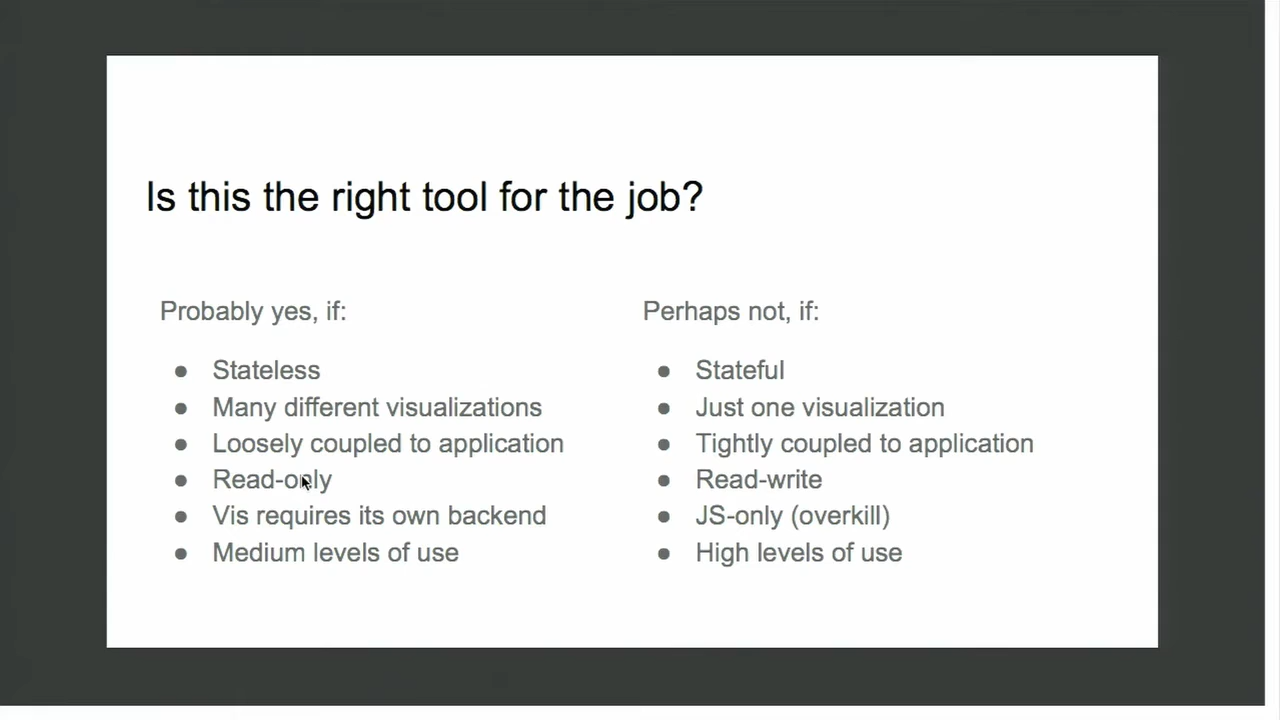 Is this the right tool for the job?
Probably yes, if:
● Stateless
● Many different visualizations
● Loosely coupled to application
● Read-only
● Vis requires its own backend
● Medium levels of use
Perhaps not, if:
● Stateful
● Just one visualization
● Tightly coupled to application
● Read-write
● JS-only (overkill)
● High levels of use